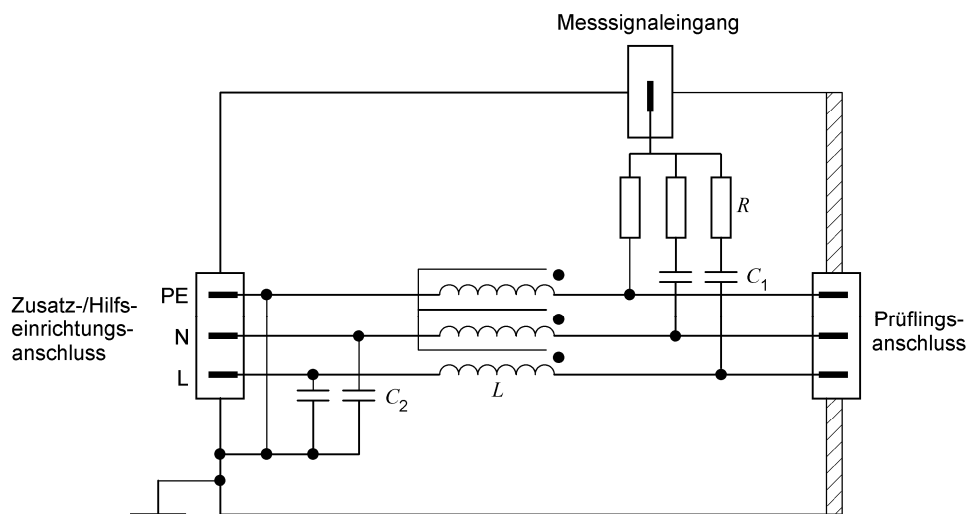 Messsignaleingang
R
C1
PE
N
L
Zusatz-/Hilfs-
einrichtungs-
anschluss
Prüflings-
anschluss
L
C2